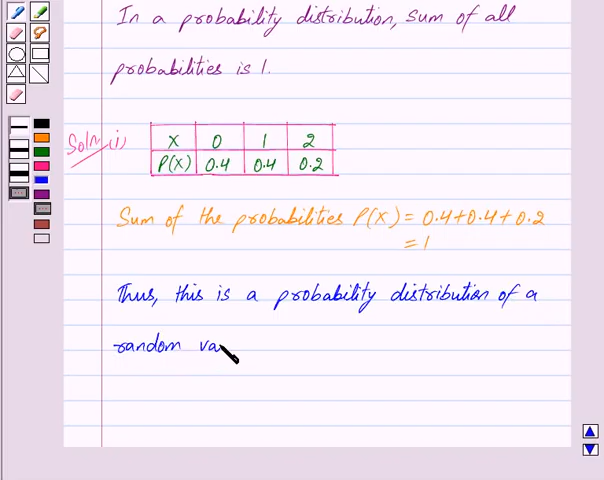 In a probability distribution, sum of all
probabilities is 1.
Soln (i)
X 0 1 2
P(X) 0.4 0.4 0.2
Sum of the probabilities P(X) = 0.4+0.4+0.2
= 1
Thus, this is a probability distribution of a
random va